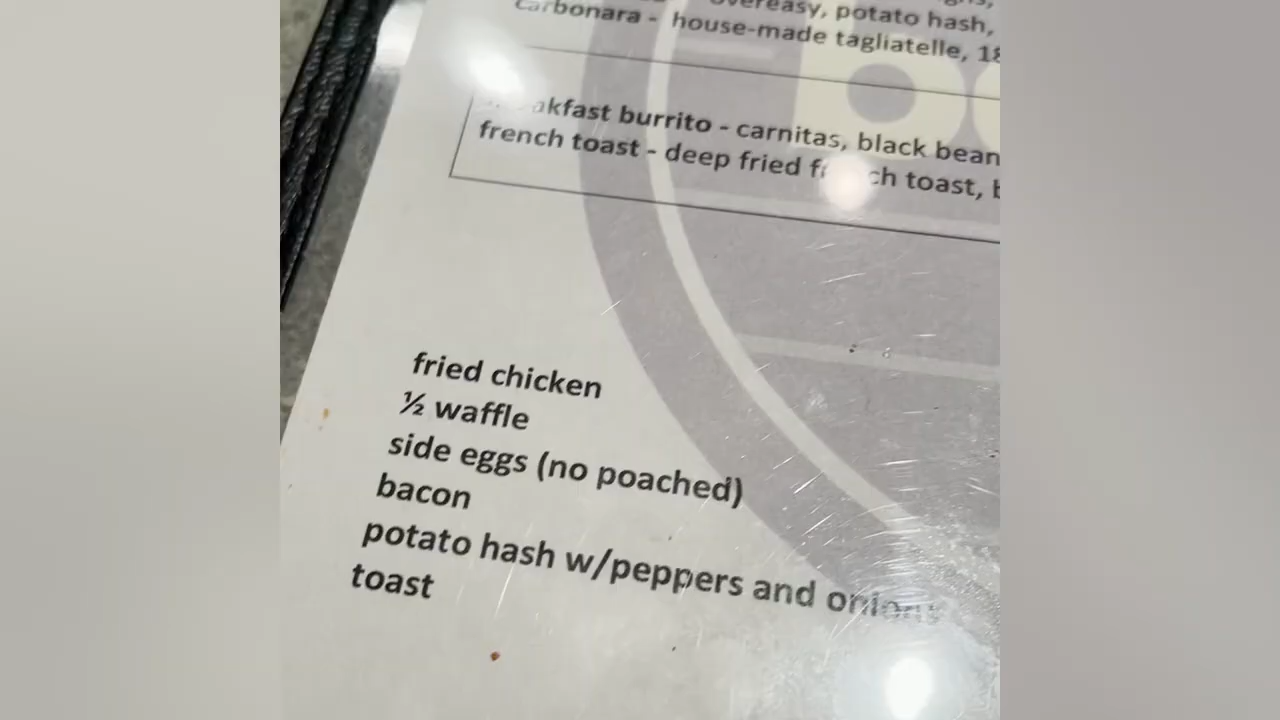 overeasy, potato hash,
carbonara - house-made tagliatelle, 18
burrito - carnitas, black bean
french toast - deep fried french toast,
fried chicken
½ waffle
side eggs (no poached)
bacon
potato hash w/peppers and onions
toast